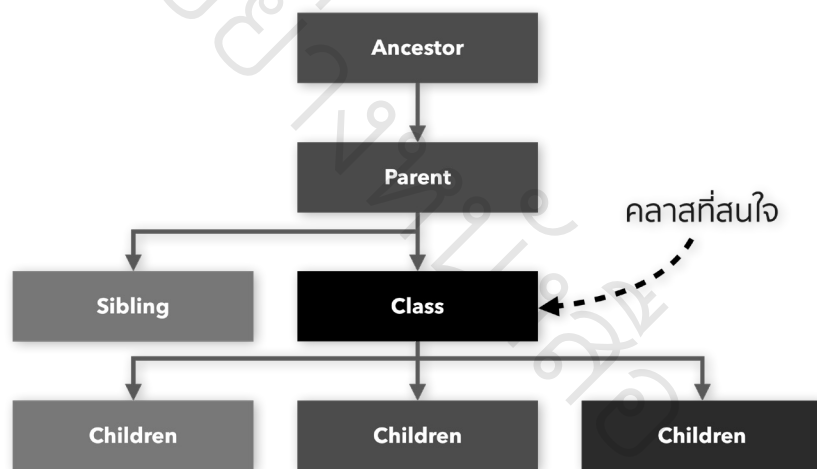 Ancestor
Parent
คลาสที่สนใจ
Sibling
Class
Children
Children
Children